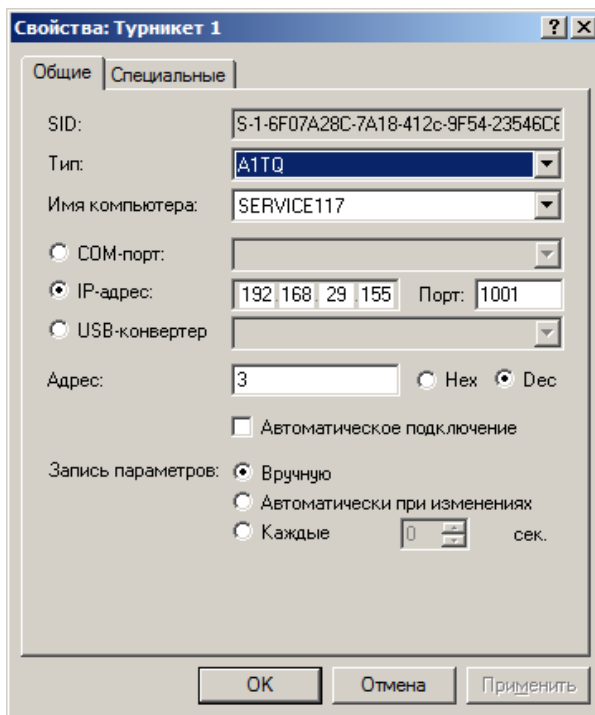 Свойства: Турникет 1
Общие Специальные
SID: S-1-6F07A28C-7A18-412c-9F54-23546C
Тип: A1TQ
Имя компьютера: SERVICE117
COM-порт:
IP-адрес: 192.168.29.155 Порт: 1001
USB-конвертер
Адрес: 3 Hex Dec
Автоматическое подключение
Запись параметров: Вручную
Автоматически при изменениях
Каждые 0 сек.
OK Отмена Применить